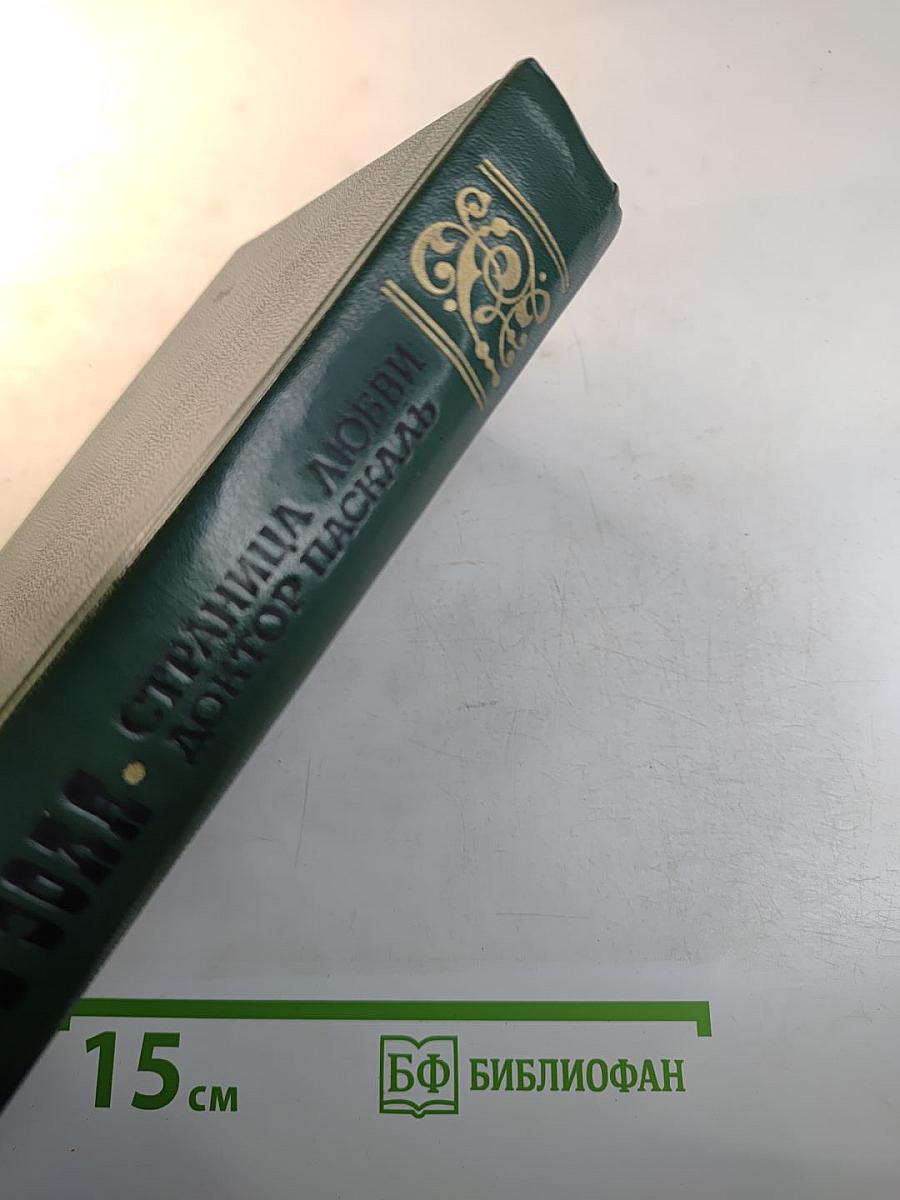 СТРАНИЦА ЛЮБВИ
ДОКТОР ПАСКАЛЬ
15 см
БФ БИБЛИОФАН